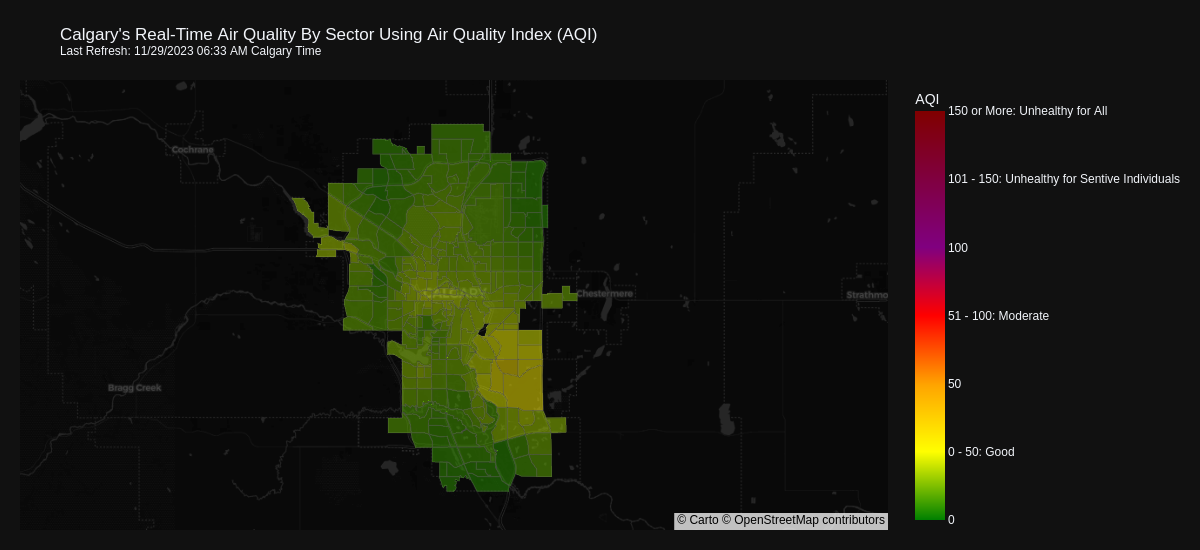 Calgary's Real-Time Air Quality By Sector Using Air Quality Index (AQI)
Last Refresh: 11/29/2023 06:33 AM Calgary Time
AQI
150 or More: Unhealthy for All
Cochrane
101 - 150: Unhealthy for Sentive Individuals
100
CALGARY
Chestermere
Strathmo
51 - 100: Moderate
Bragg Creek
50
0 - 50: Good
0
© Carto © OpenStreetMap contributors